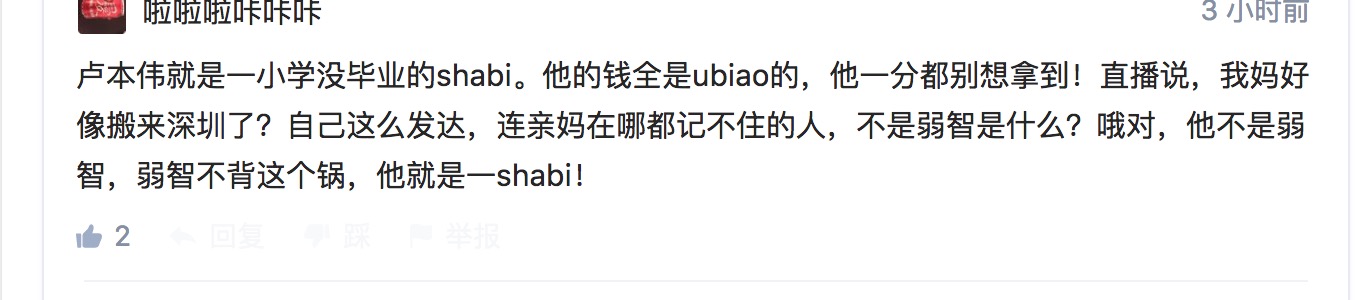 啦啦啦咔咔咔 3 小时前
卢本伟就是一小学没毕业的shabi。他的钱全是ubiao的，他一分都别想拿到！直播说，我妈好
像搬来深圳了？自己这么发达，连亲妈在哪都记不住的人，不是弱智是什么？哦对，他不是弱
智，弱智不背这个锅，他就是一shabi！
2 回复 踩 举报